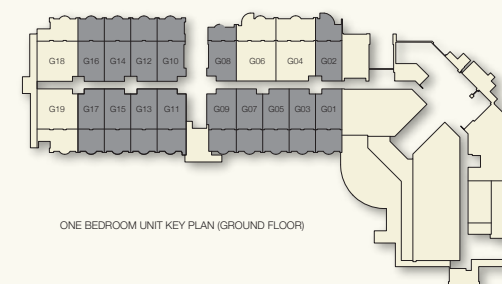 G18 G16 G14 G12 G10 G08 G06 G04 G02
G19 G17 G15 G13 G11 G09 G07 G05 G03 G01
ONE BEDROOM UNIT KEY PLAN (GROUND FLOOR)